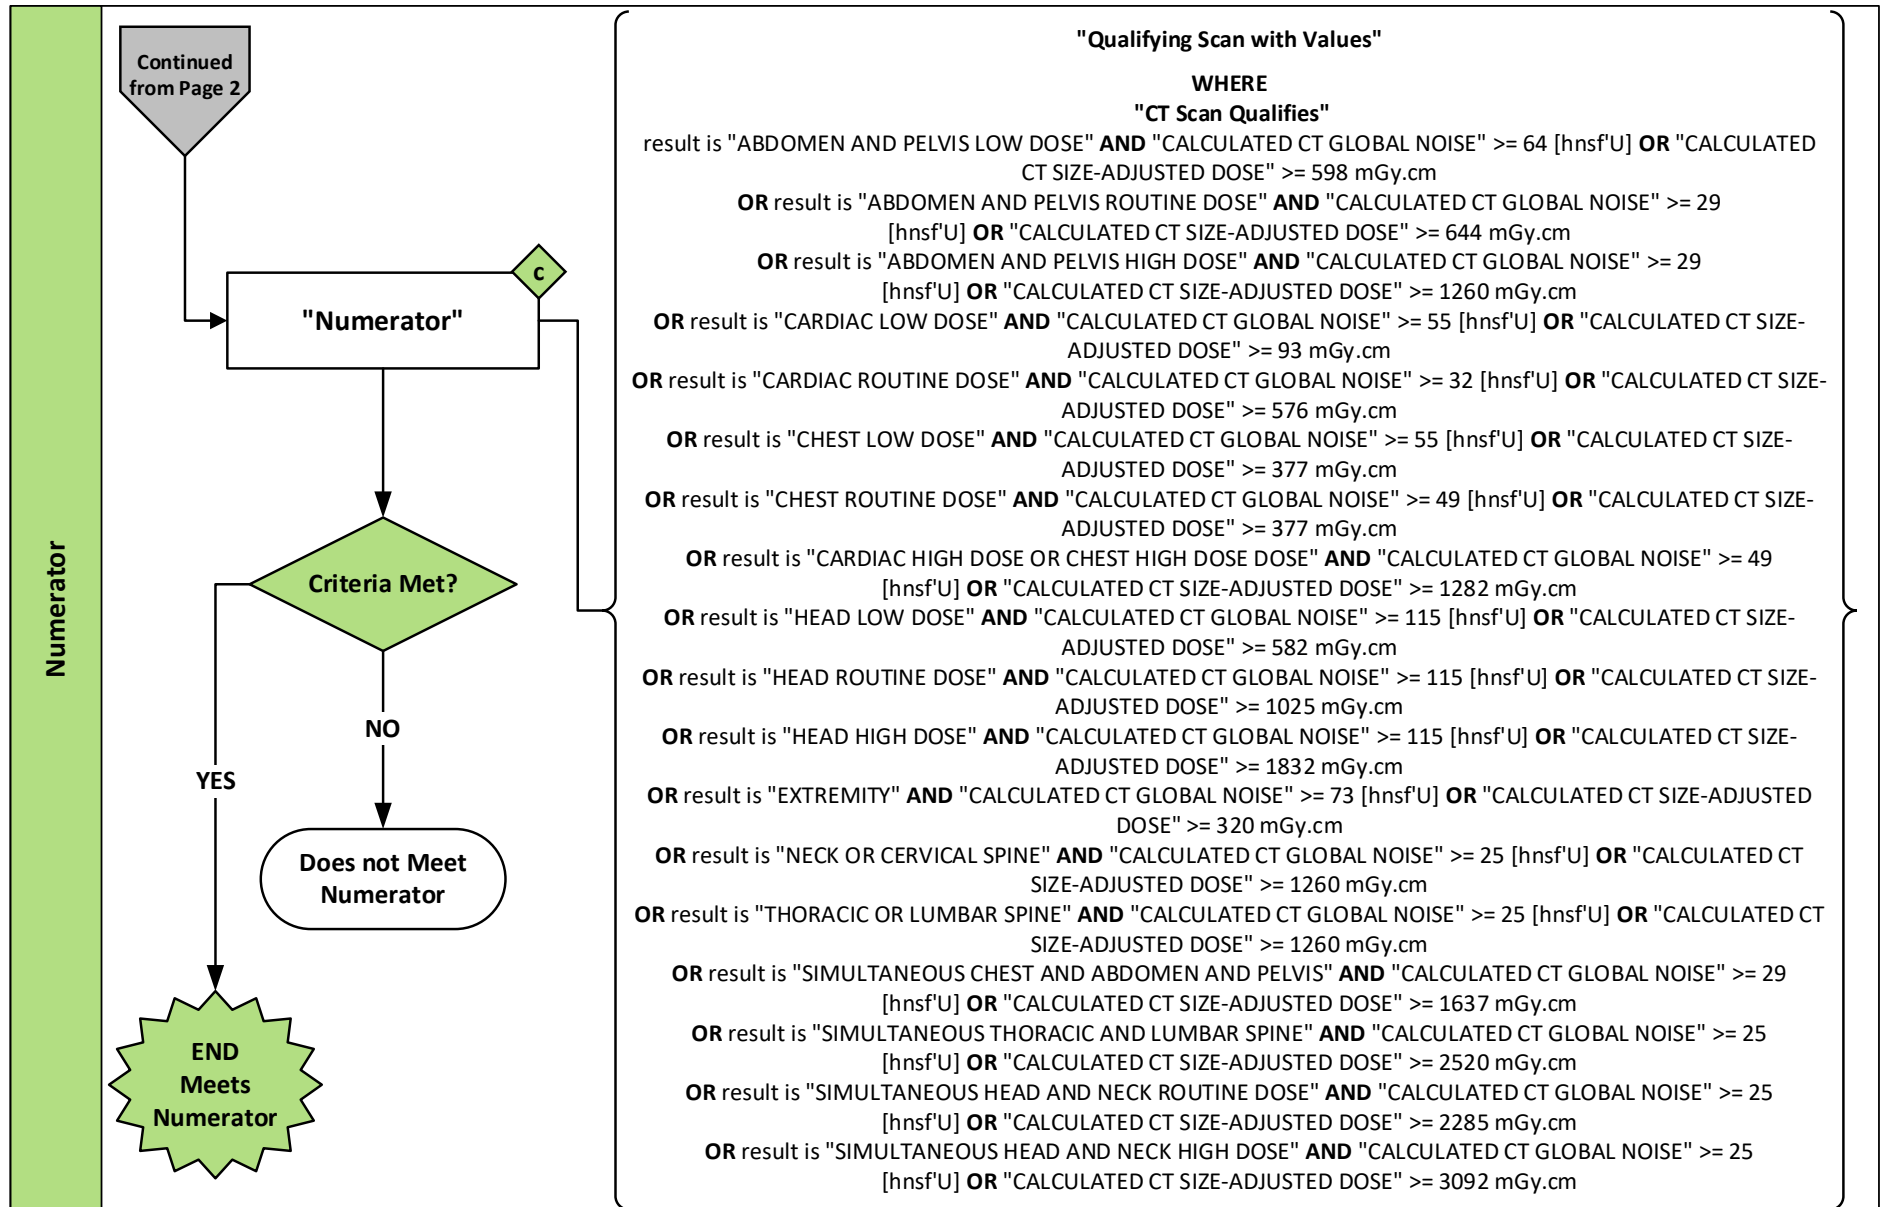 Numerator
Continued
from Page 2
"Numerator"
c
Criteria Met?
YES
NO
Does not Meet
Numerator
END
Meets
Numerator
"Qualifying Scan with Values"
WHERE
"CT Scan Qualifies"
result is "ABDOMEN AND PELVIS LOW DOSE" AND "CALCULATED CT GLOBAL NOISE" >= 64 [hnsf'U] OR "CALCULATED
CT SIZE-ADJUSTED DOSE" >= 598 mGy.cm
OR result is "ABDOMEN AND PELVIS ROUTINE DOSE" AND "CALCULATED CT GLOBAL NOISE" >= 29
[hnsf'U] OR "CALCULATED CT SIZE-ADJUSTED DOSE" >= 644 mGy.cm
OR result is "ABDOMEN AND PELVIS HIGH DOSE" AND "CALCULATED CT GLOBAL NOISE" >= 29
[hnsf'U] OR "CALCULATED CT SIZE-ADJUSTED DOSE" >= 1260 mGy.cm
OR result is "CARDIAC LOW DOSE" AND "CALCULATED CT GLOBAL NOISE" >= 55 [hnsf'U] OR "CALCULATED CT SIZE-
ADJUSTED DOSE" >= 93 mGy.cm
OR result is "CARDIAC ROUTINE DOSE" AND "CALCULATED CT GLOBAL NOISE" >= 32 [hnsf'U] OR "CALCULATED CT SIZE-
ADJUSTED DOSE" >= 576 mGy.cm
OR result is "CHEST LOW DOSE" AND "CALCULATED CT GLOBAL NOISE" >= 55 [hnsf'U] OR "CALCULATED CT SIZE-
ADJUSTED DOSE" >= 377 mGy.cm
OR result is "CHEST ROUTINE DOSE" AND "CALCULATED CT GLOBAL NOISE" >= 49 [hnsf'U] OR "CALCULATED CT SIZE-
ADJUSTED DOSE" >= 377 mGy.cm
OR result is "CARDIAC HIGH DOSE OR CHEST HIGH DOSE DOSE" AND "CALCULATED CT GLOBAL NOISE" >= 49
[hnsf'U] OR "CALCULATED CT SIZE-ADJUSTED DOSE" >= 1282 mGy.cm
OR result is "HEAD LOW DOSE" AND "CALCULATED CT GLOBAL NOISE" >= 115 [hnsf'U] OR "CALCULATED CT SIZE-
ADJUSTED DOSE" >= 582 mGy.cm
OR result is "HEAD ROUTINE DOSE" AND "CALCULATED CT GLOBAL NOISE" >= 115 [hnsf'U] OR "CALCULATED CT SIZE-
ADJUSTED DOSE" >= 1025 mGy.cm
OR result is "HEAD HIGH DOSE" AND "CALCULATED CT GLOBAL NOISE" >= 115 [hnsf'U] OR "CALCULATED CT SIZE-
ADJUSTED DOSE" >= 1832 mGy.cm
OR result is "EXTREMITY" AND "CALCULATED CT GLOBAL NOISE" >= 73 [hnsf'U] OR "CALCULATED CT SIZE-ADJUSTED
DOSE" >= 320 mGy.cm
OR result is "NECK OR CERVICAL SPINE" AND "CALCULATED CT GLOBAL NOISE" >= 25 [hnsf'U] OR "CALCULATED CT
SIZE-ADJUSTED DOSE" >= 1260 mGy.cm
OR result is "THORACIC OR LUMBAR SPINE" AND "CALCULATED CT GLOBAL NOISE" >= 25 [hnsf'U] OR "CALCULATED CT
SIZE-ADJUSTED DOSE" >= 1260 mGy.cm
OR result is "SIMULTANEOUS CHEST AND ABDOMEN AND PELVIS" AND "CALCULATED CT GLOBAL NOISE" >= 29
[hnsf'U] OR "CALCULATED CT SIZE-ADJUSTED DOSE" >= 1637 mGy.cm
OR result is "SIMULTANEOUS THORACIC AND LUMBAR SPINE" AND "CALCULATED CT GLOBAL NOISE" >= 25
[hnsf'U] OR "CALCULATED CT SIZE-ADJUSTED DOSE" >= 2520 mGy.cm
OR result is "SIMULTANEOUS HEAD AND NECK ROUTINE DOSE" AND "CALCULATED CT GLOBAL NOISE" >= 25
[hnsf'U] OR "CALCULATED CT SIZE-ADJUSTED DOSE" >= 2285 mGy.cm
OR result is "SIMULTANEOUS HEAD AND NECK HIGH DOSE" AND "CALCULATED CT GLOBAL NOISE" >= 25
[hnsf'U] OR "CALCULATED CT SIZE-ADJUSTED DOSE" >= 3092 mGy.cm